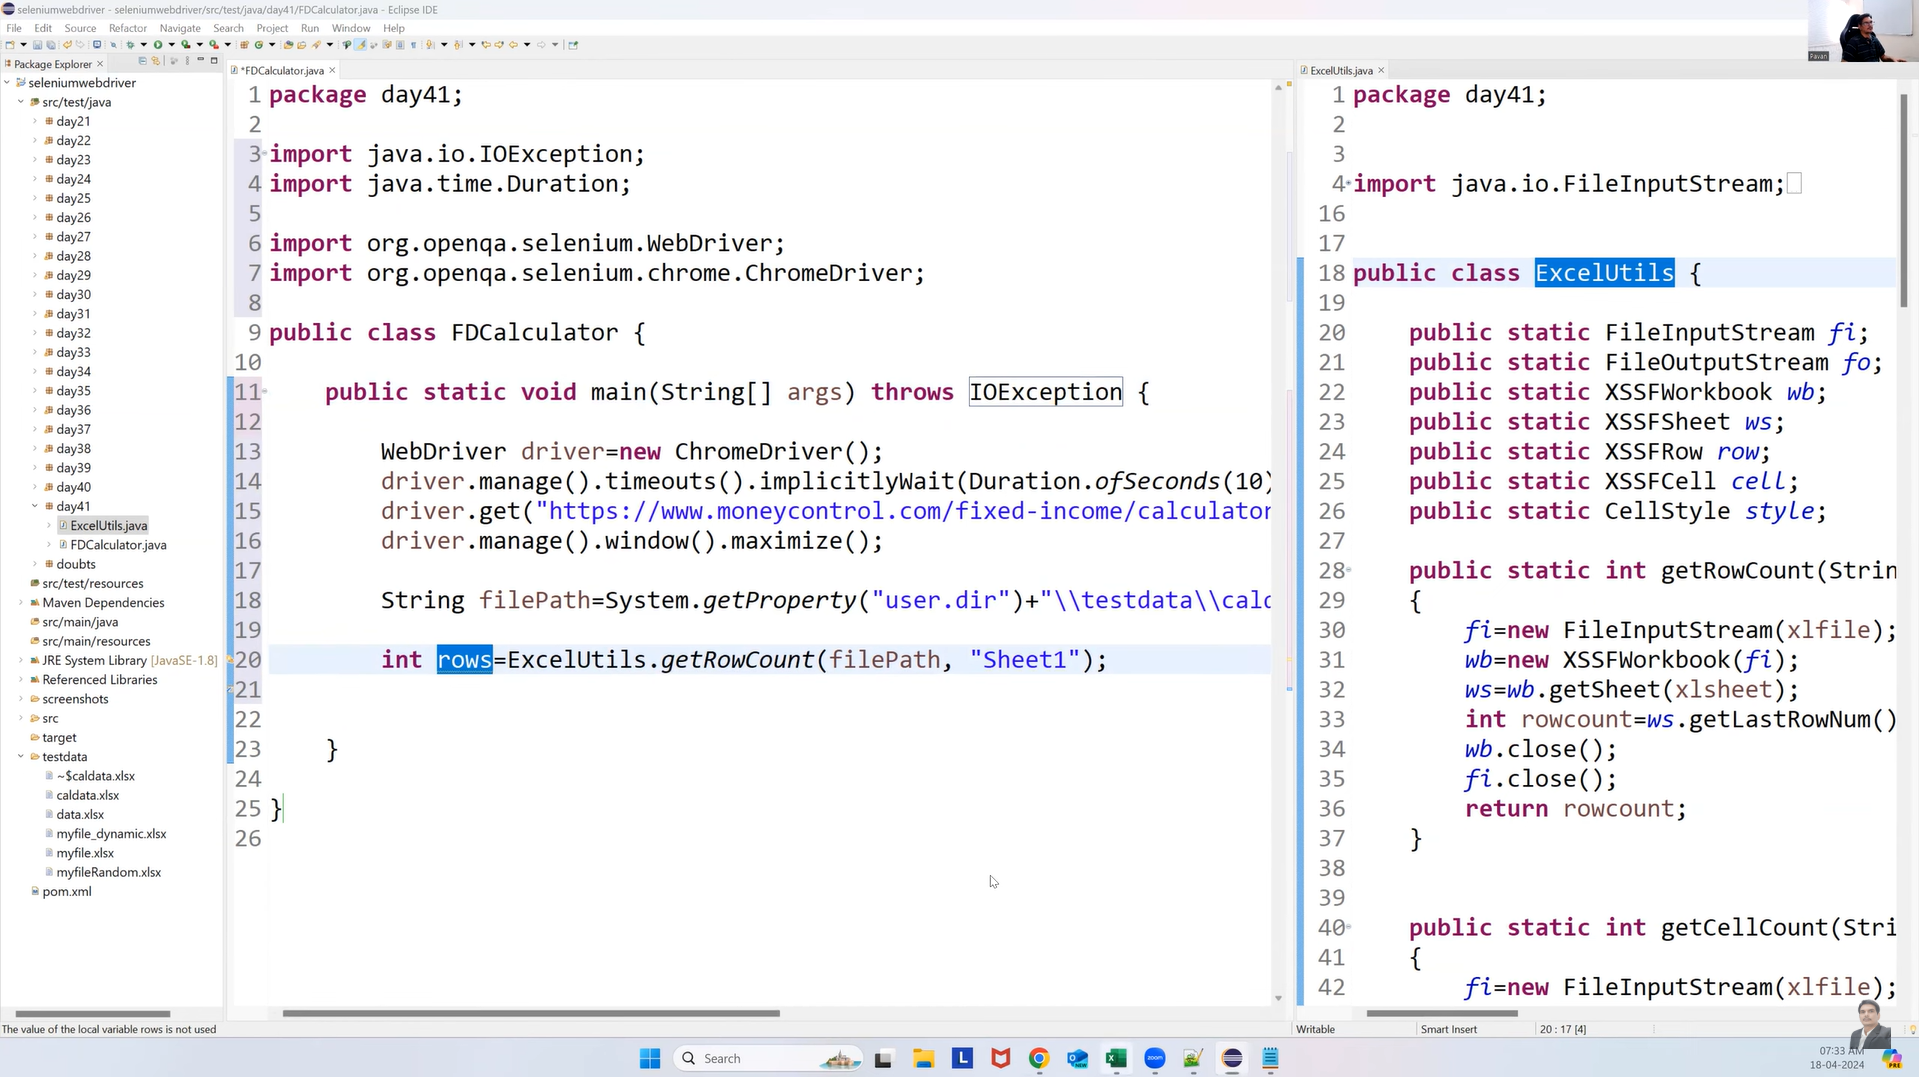 seleniumwebdriver - seleniumwebdriver/src/test/java/day41/FDCalculator.java - Eclipse IDE
File Edit Source Refactor Navigate Search Project Run Window Help
Package Explorer
seleniumwebdriver
src/test/java
day21
day22
day23
day24
day25
day26
day27
day28
day29
day30
day31
day32
day33
day34
day35
day36
day37
day38
day39
day40
day41
ExcelUtils.java
FDCalculator.java
doubts
src/test/resources
Maven Dependencies
src/main/java
src/main/resources
JRE System Library [JavaSE-1.8]
Referenced Libraries
screenshots
src
target
testdata
~$caldata.xlsx
caldata.xlsx
data.xlsx
myfile_dynamic.xlsx
myfile.xlsx
myfileRandom.xlsx
pom.xml
*FDCalculator.java
1 package day41;
2
3 import java.io.IOException;
4 import java.time.Duration;
5
6 import org.openqa.selenium.WebDriver;
7 import org.openqa.selenium.chrome.ChromeDriver;
8
9 public class FDCalculator {
10
11 public static void main(String[] args) throws IOException {
12
13 WebDriver driver=new ChromeDriver();
14 driver.manage().timeouts().implicitlyWait(Duration.ofSeconds(10)
15 driver.get("https://www.moneycontrol.com/fixed-income/calculator
16 driver.manage().window().maximize();
17
18 String filePath=System.getProperty("user.dir")+"\\testdata\\calc
19
20 int rows=ExcelUtils.getRowCount(filePath, "Sheet1");
21
22
23 }
24
25 }
26
ExcelUtils.java
1 package day41;
2
3
4 import java.io.FileInputStream;
16
17
18 public class ExcelUtils {
19
20 public static FileInputStream fi;
21 public static FileOutputStream fo;
22 public static XSSFWorkbook wb;
23 public static XSSFSheet ws;
24 public static XSSFRow row;
25 public static XSSFCell cell;
26 public static CellStyle style;
27
28 public static int getRowCount(Strin
29 {
30 fi=new FileInputStream(xlfile);
31 wb=new XSSFWorkbook(fi);
32 ws=wb.getSheet(xlsheet);
33 int rowcount=ws.getLastRowNum()
34 wb.close();
35 fi.close();
36 return rowcount;
37 }
38
39
40 public static int getCellCount(Stri
41 {
42 fi=new FileInputStream(xlfile);
Pavan
The value of the local variable rows is not used
Writable Smart Insert 20 : 17 [4]
Search
07:33 AM
18-04-2024